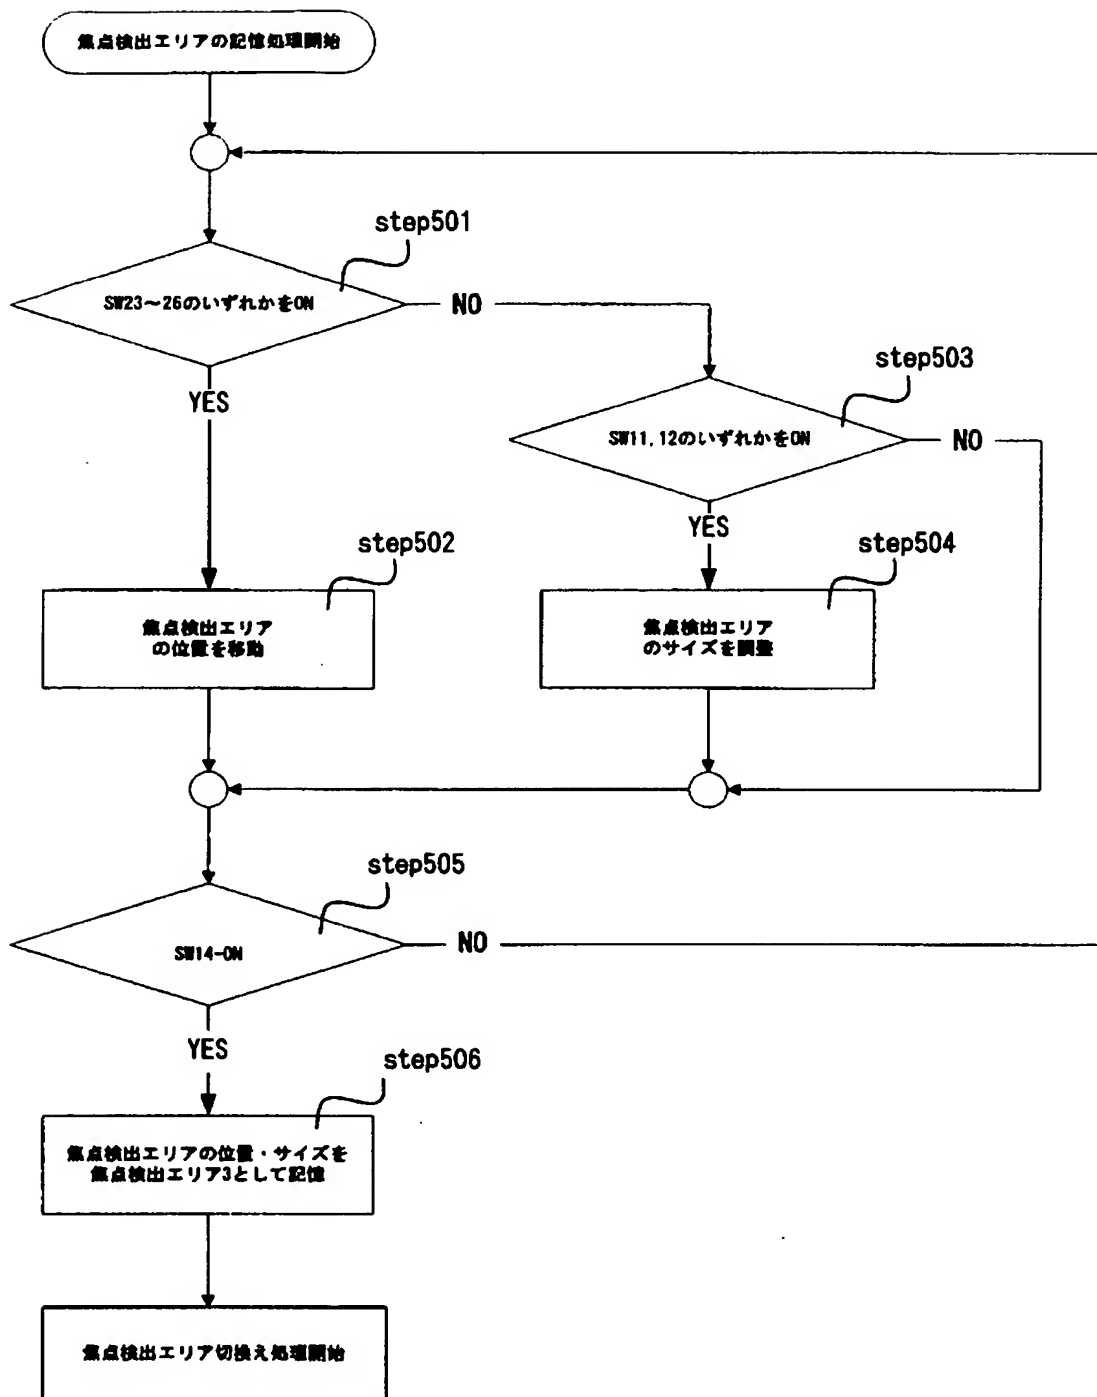 焦点検出エリアの記憶処理開始
step501
SW23～26のいずれかをON
NO
YES
step503
SW11,12のいずれかをON
NO
YES
step502
焦点検出エリア
の位置を移動
step504
焦点検出エリア
のサイズを調整
step505
SW14-ON
NO
YES
step506
焦点検出エリアの位置・サイズを
焦点検出エリア3として記憶
焦点検出エリア切換え処理開始